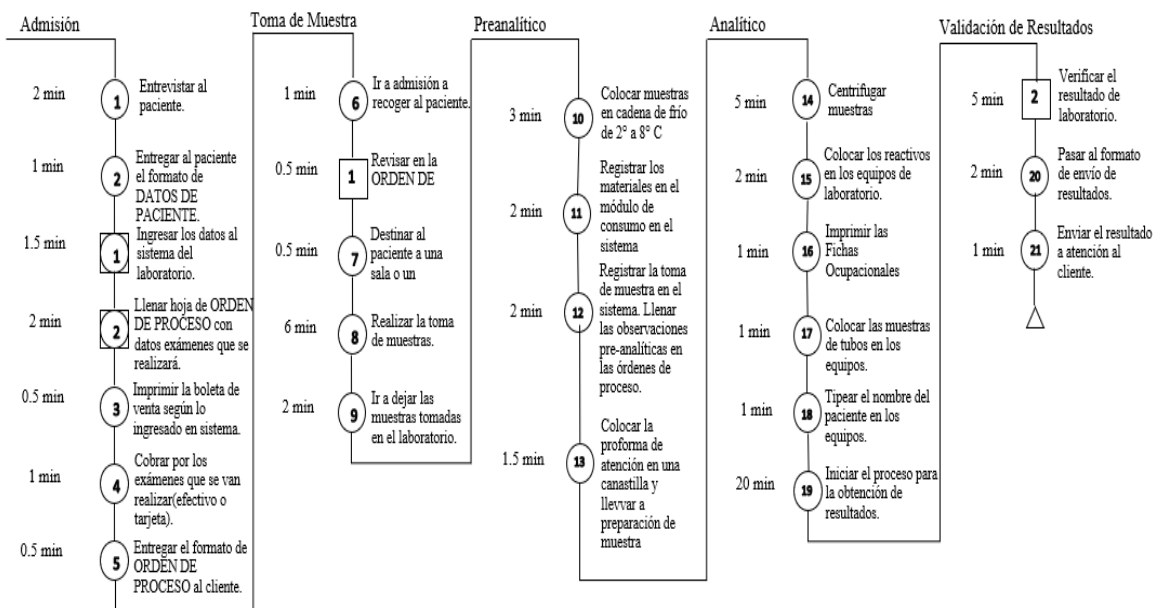 Admisión
2 min
1
Entrevistar al
paciente.
1 min
2
Entregar al paciente
el formato de
DATOS DE
PACIENTE.
1.5 min
1
Ingresar los datos al
sistema del
laboratorio.
2 min
2
Llenar hoja de ORDEN
DE PROCESO con
datos exámenes que se
realizará.
0.5 min
3
Imprimir la boleta de
venta según lo
ingresado en sistema.
1 min
4
Cobrar por los
exámenes que se van
realizar(efectivo o
tarjeta).
0.5 min
5
Entregar el formato de
ORDEN DE
PROCESO al cliente.
Toma de Muestra
1 min
6
Ir a admisión a
recoger al paciente.
0.5 min
1
Revisar en la
ORDEN DE
0.5 min
7
Destinar al
paciente a una
sala o un
6 min
8
Realizar la toma
de muestras.
2 min
9
Ir a dejar las
muestras tomadas
en el laboratorio.
Preanalítico
3 min
10
Colocar muestras
en cadena de frío
de 2° a 8° C
2 min
11
Registrar los
materiales en el
módulo de
consumo en el
sistema
2 min
12
Registrar la toma
de muestra en el
sistema. Llenar
las observaciones
pre-analíticas en
las órdenes de
proceso.
1.5 min
13
Colocar la
proforma de
atención en una
canastilla y
llevvar a
preparación de
muestra
Analítico
5 min
14
Centrifugar
muestras
2 min
15
Colocar los reactivos
en los equipos de
laboratorio.
1 min
16
Imprimir las
Fichas
Ocupacionales
1 min
17
Colocar las muestras
de tubos en los
equipos.
1 min
18
Tipear el nombre del
paciente en los
equipos.
20 min
19
Iniciar el proceso para
la obtención de
resultados.
Validación de Resultados
5 min
2
Verificar el
resultado de
laboratorio.
2 min
20
Pasar al formato
de envío de
resultados.
1 min
21
Enviar el resultado
a atención al
cliente.